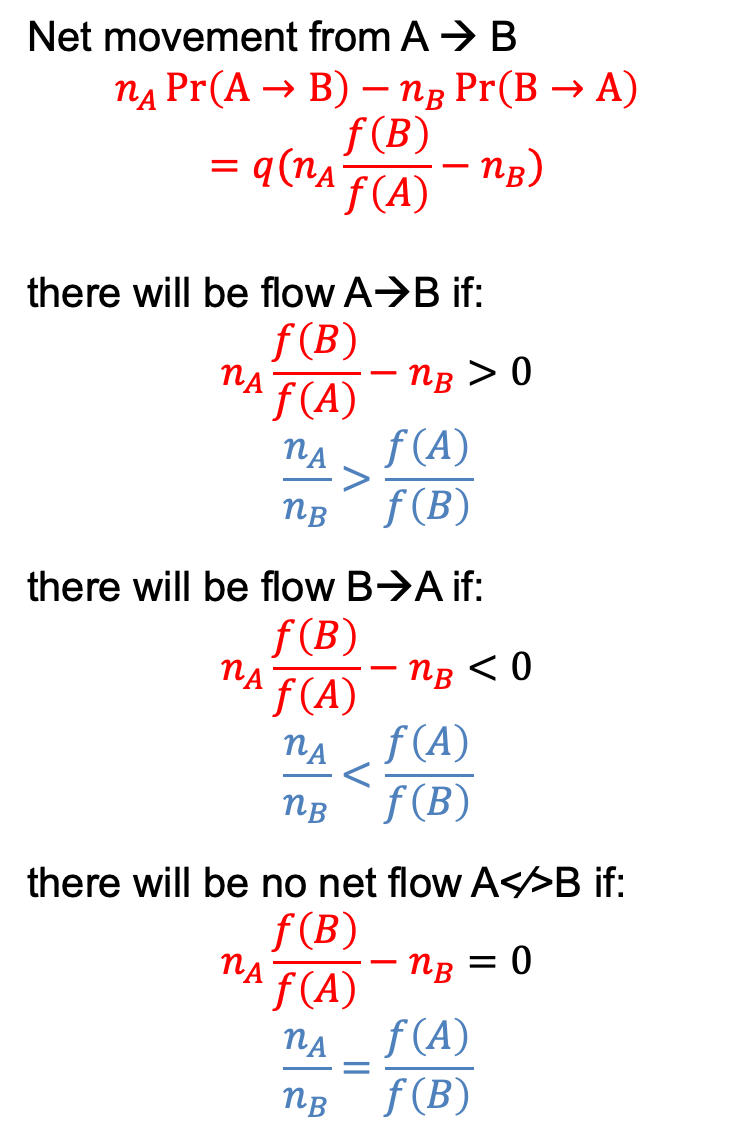 Net movement from A → B
n_A Pr(A → B) − n_B Pr(B → A)
= q(n_A f(B)/f(A) − n_B)
there will be flow A→B if:
n_A f(B)/f(A) − n_B > 0
n_A/n_B > f(A)/f(B)
there will be flow B→A if:
n_A f(B)/f(A) − n_B < 0
n_A/n_B < f(A)/f(B)
there will be no net flow A</>B if:
n_A f(B)/f(A) − n_B = 0
n_A/n_B = f(A)/f(B)